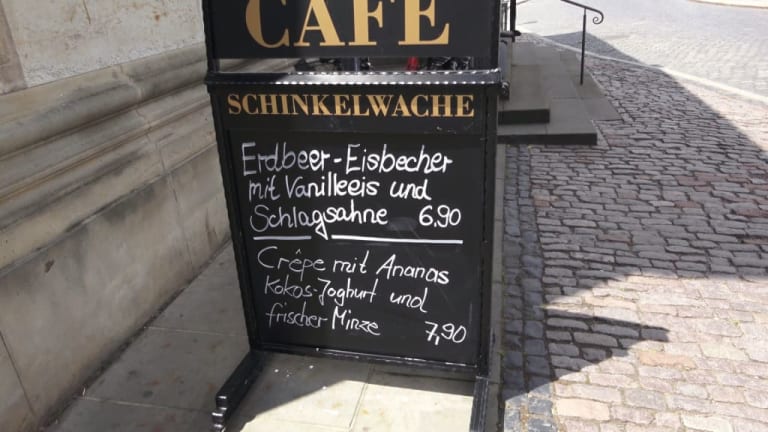 CAFE
SCHINKELWACHE
Erdbeer-Eisbecher
mit Vanilleeis und
Schlagsahne 6,90
Crêpe mit Ananas
Kokos-Joghurt und
frischer Minze 7,90